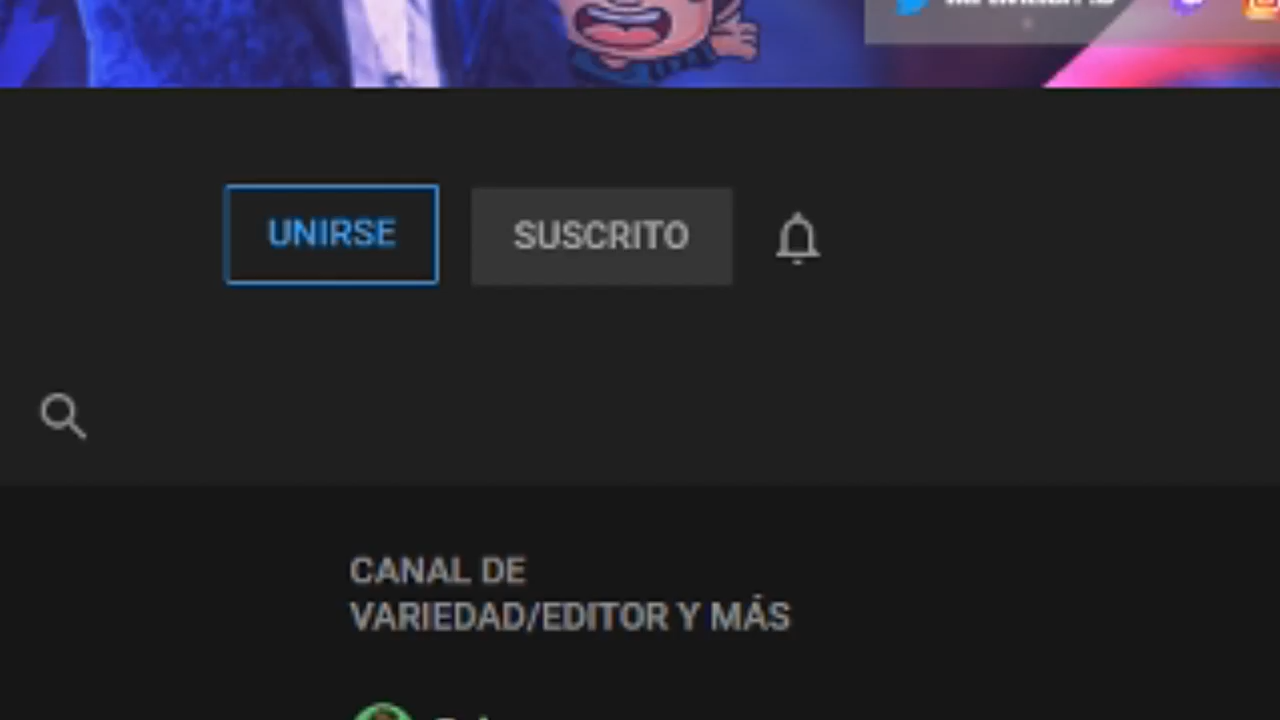 UNIRSE
SUSCRITO
CANAL DE
VARIEDAD/EDITOR Y MÁS